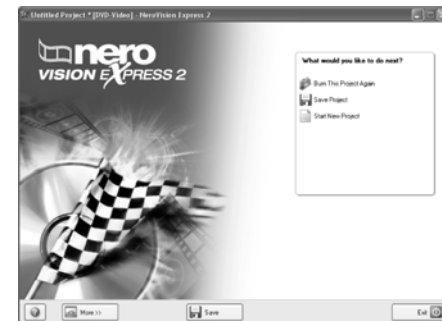 Untitled Project * [DVD-Video] - NeroVision Express 2
nero
VISION EXPRESS 2
What would you like to do next?
Burn This Project Again
Save Project
Start New Project
More >>
Save
Exit